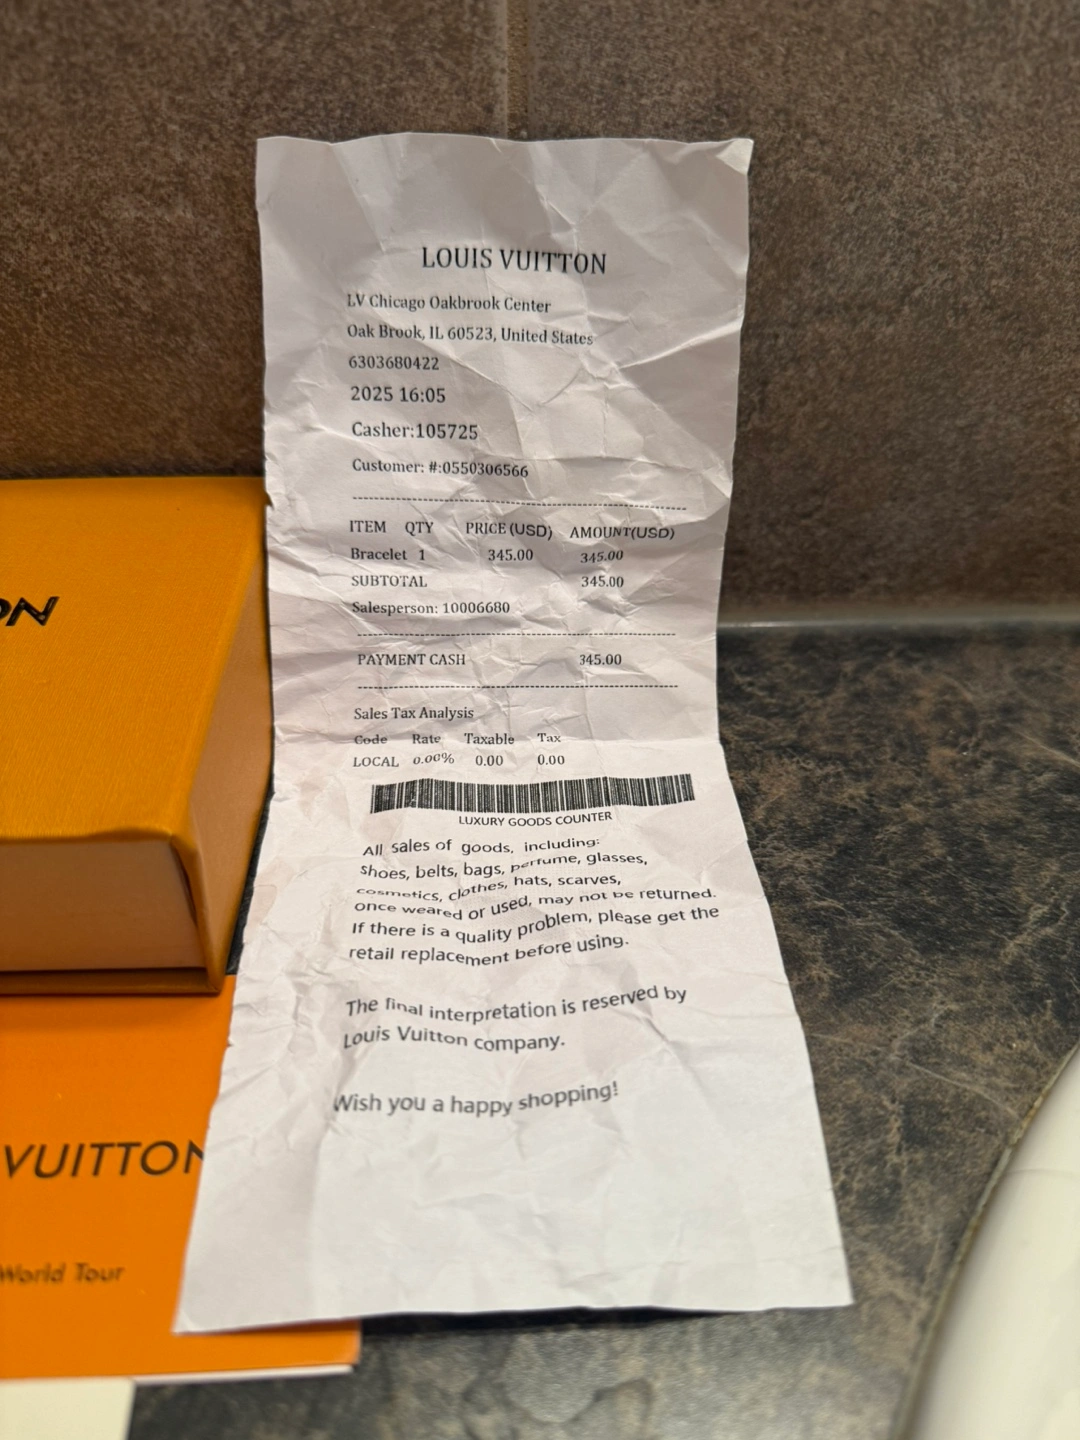 LOUIS VUITTON
LV Chicago Oakbrook Center
Oak Brook, IL 60523, United States
6303680422
2025 16:05
Casher:105725
Customer: #:0550306566
ITEM QTY PRICE (USD) AMOUNT(USD)
Bracelet 1 345.00 345.00
SUBTOTAL 345.00
Salesperson: 10006680
PAYMENT CASH 345.00
Sales Tax Analysis
Code Rate Taxable Tax
LOCAL 0.00% 0.00 0.00
LUXURY GOODS COUNTER
All sales of goods, including:
shoes, belts, bags, perfume, glasses,
cosmetics, clothes, hats, scarves,
once weared or used, may not be returned.
If there is a quality problem, please get the
retail replacement before using.
The final interpretation is reserved by
Louis Vuitton company.
Wish you a happy shopping!
ON
VUITTON
World Tour